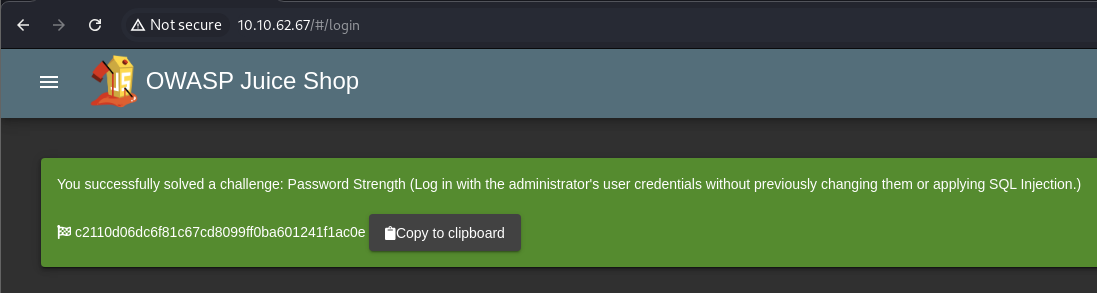 Not secure 10.10.62.67/#/login
OWASP Juice Shop
You successfully solved a challenge: Password Strength (Log in with the administrator's user credentials without previously changing them or applying SQL Injection.)
c2110d06dc6f81c67cd8099ff0ba601241f1ac0e Copy to clipboard